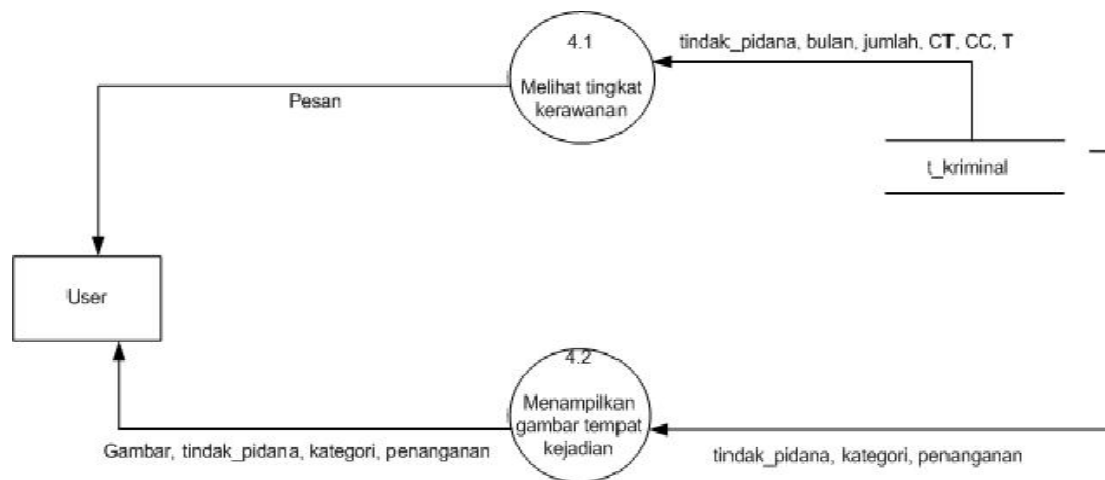 4.1
Melihat tingkat
kerawanan
tindak_pidana, bulan, jumlah, CT, CC, T
Pesan
t_kriminal
User
4.2
Menampilkan
gambar tempat
kejadian
Gambar, tindak_pidana, kategori, penanganan
tindak_pidana, kategori, penanganan